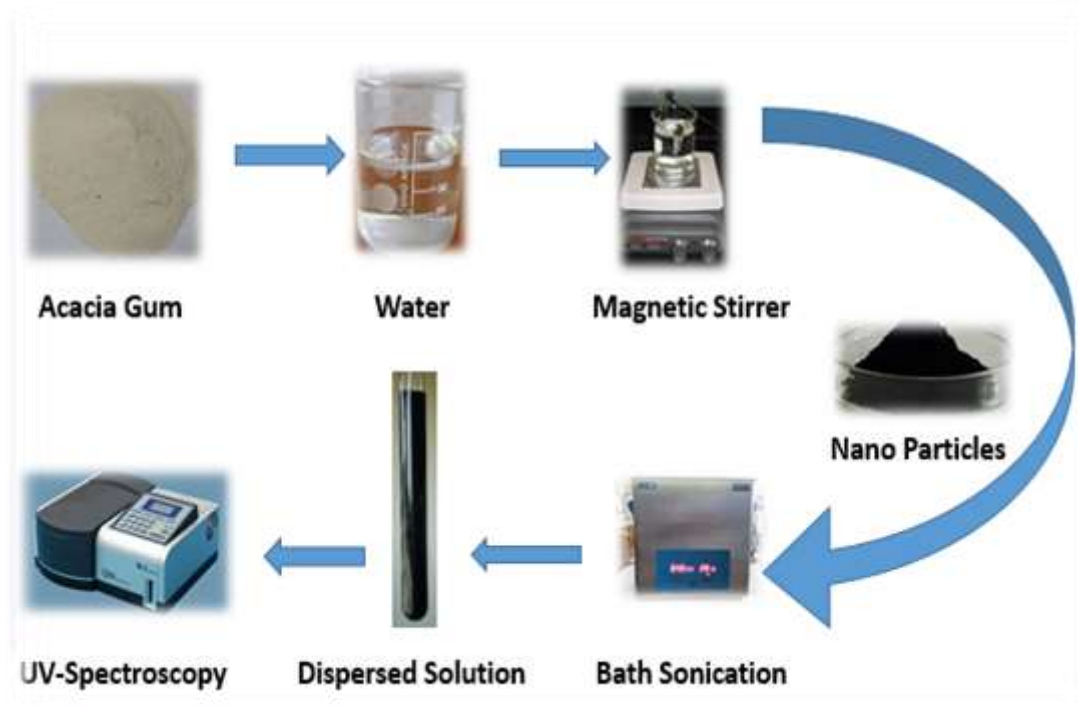 Acacia Gum
Water
Magnetic Stirrer
Nano Particles
Bath Sonication
Dispersed Solution
UV-Spectroscopy